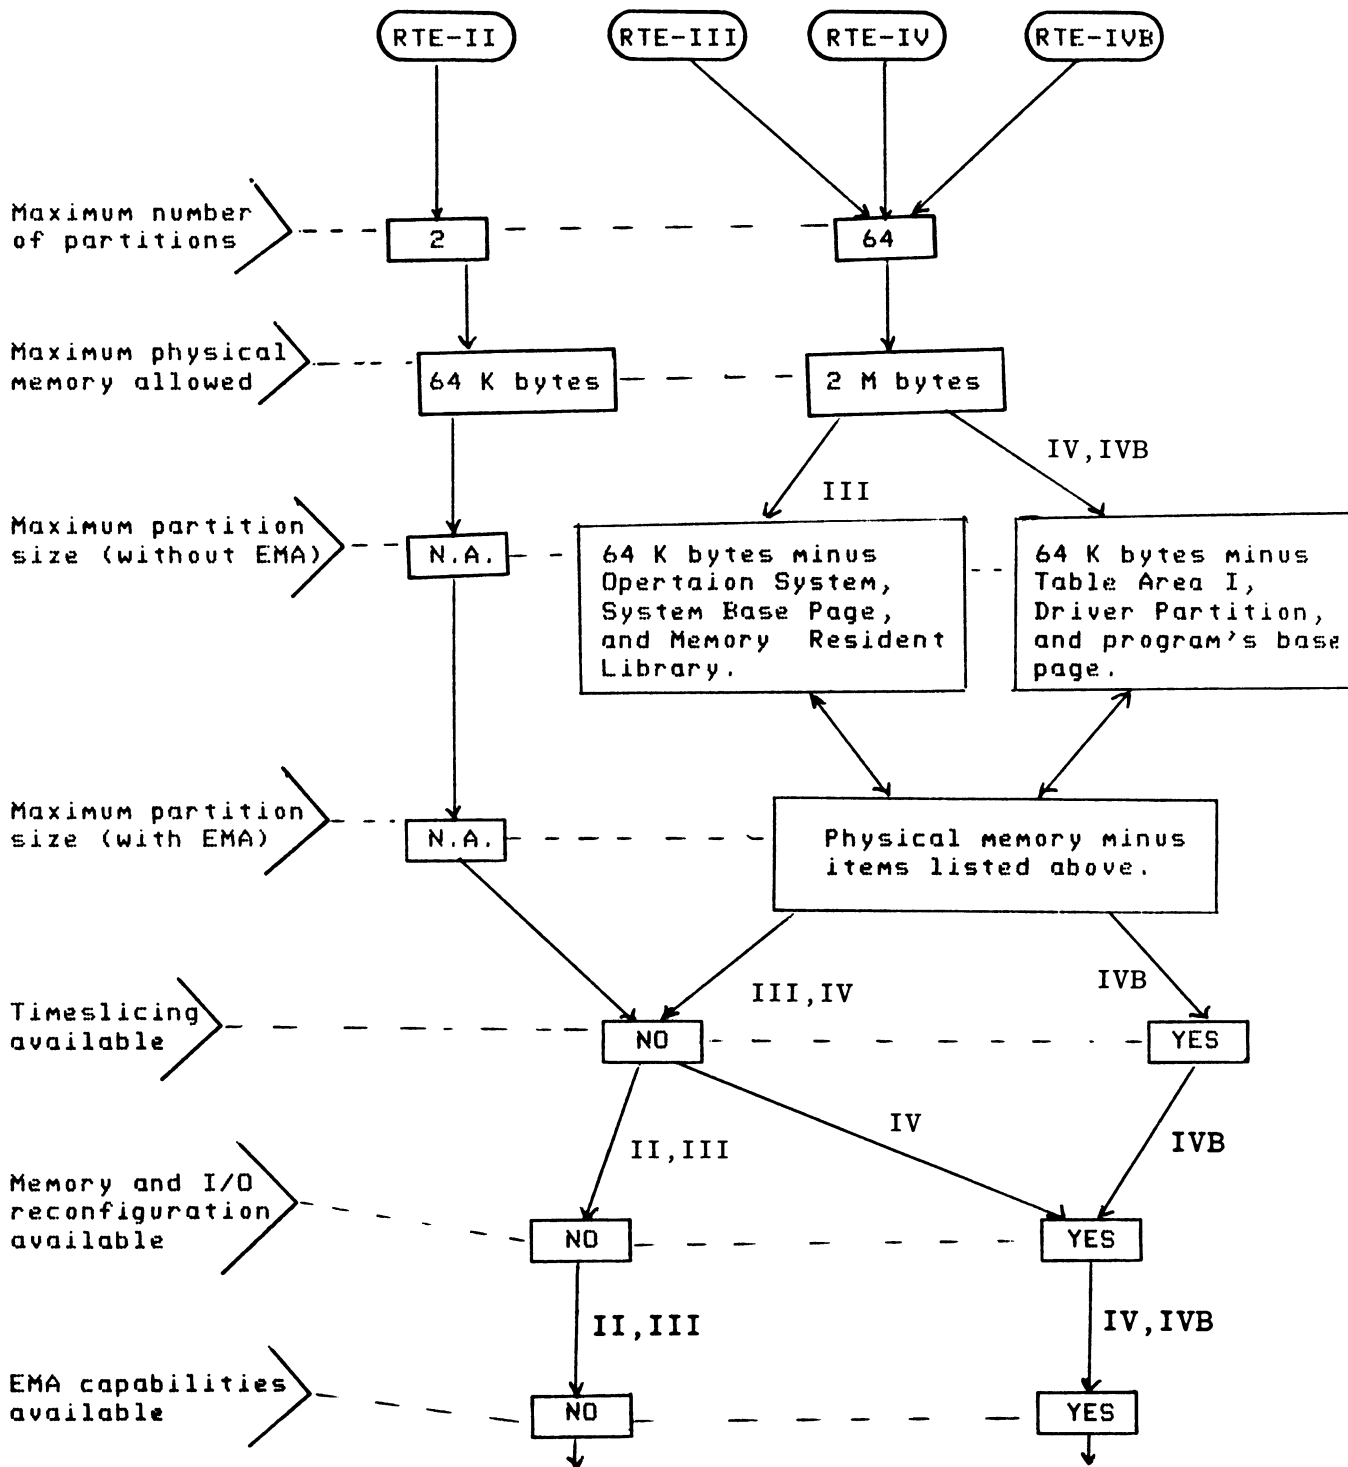 RTE-II
RTE-III
RTE-IV
RTE-IVB
Maximum number
of partitions
2
64
Maximum physical
memory allowed
64 K bytes
2 M bytes
III
IV,IVB
Maximum partition
size (without EMA)
N.A.
64 K bytes minus
Opertaion System,
System Base Page,
and Memory Resident
Library.
64 K bytes minus
Table Area I,
Driver Partition,
and program's base
page.
Maximum partition
size (with EMA)
N.A.
Physical memory minus
items listed above.
III,IV
IVB
Timeslicing
available
NO
YES
II,III
IV
IVB
Memory and I/O
reconfiguration
available
NO
YES
II,III
IV,IVB
EMA capabilities
available
NO
YES